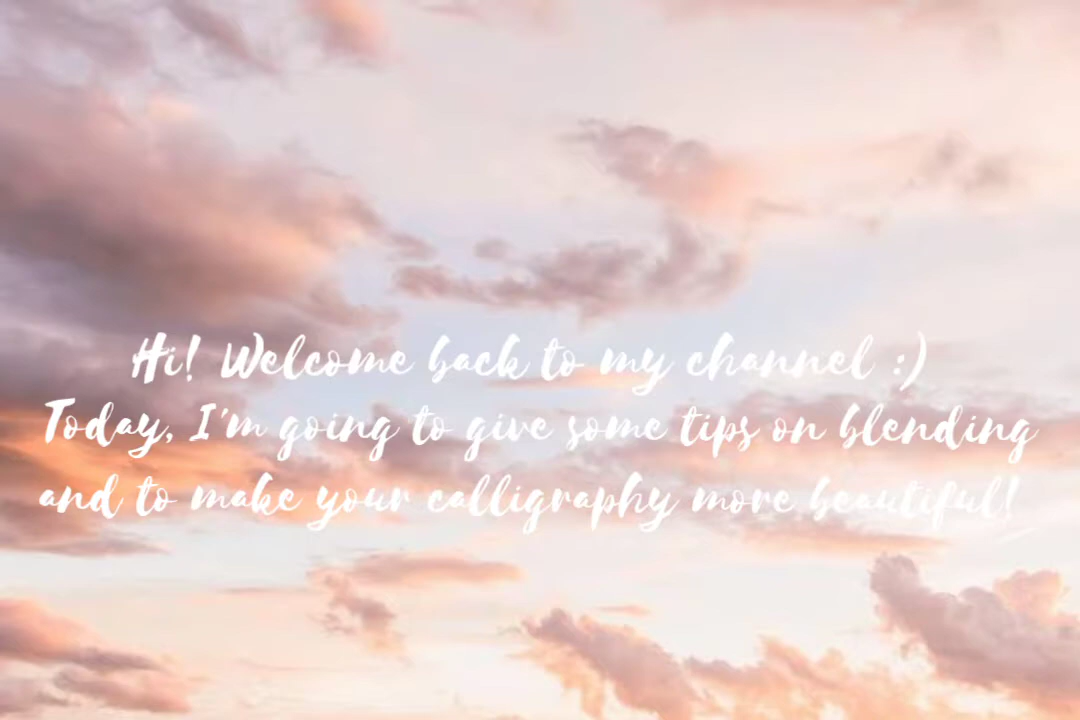 Hi! Welcome back to my channel :)
Today, I'm going to give some tips on blending
and to make your calligraphy more beautiful!